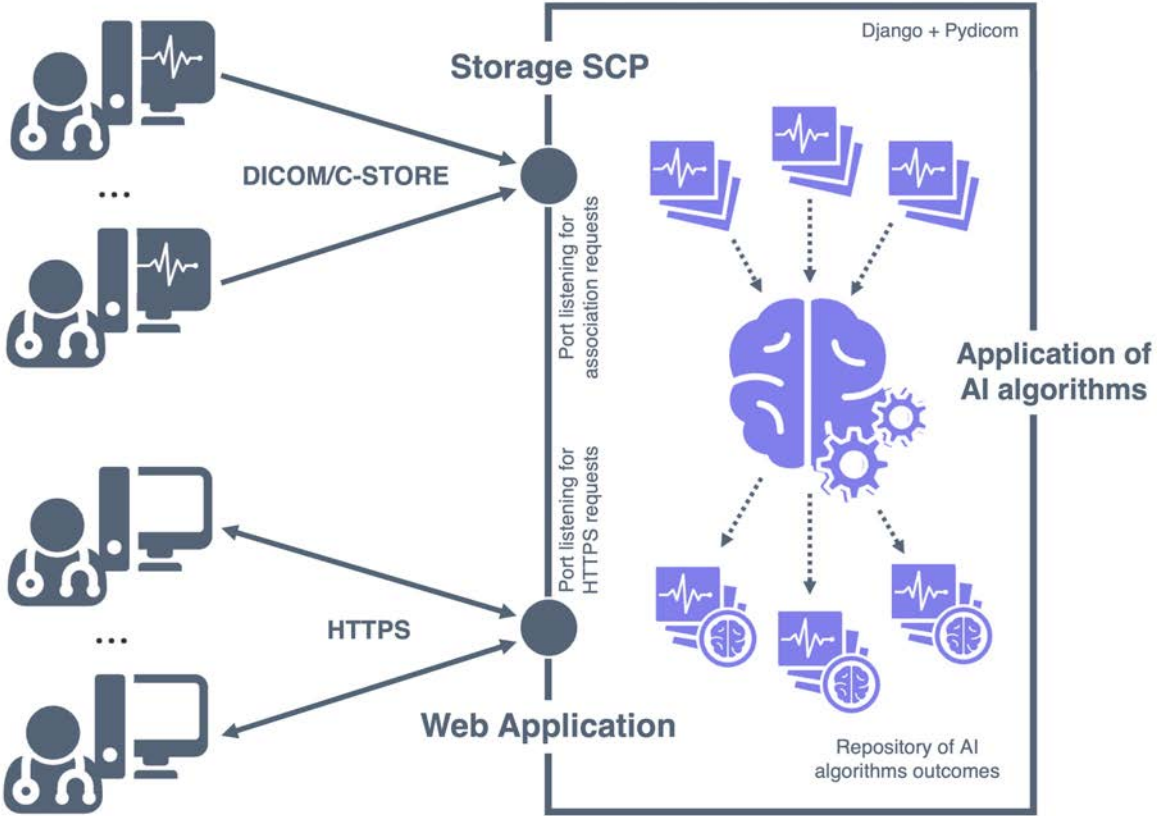 Django + Pydicom
Storage SCP
DICOM/C-STORE
...
Port listening for
association requests
Application of
AI algorithms
Port listening for
HTTPS requests
...
HTTPS
Web Application
Repository of AI
algorithms outcomes